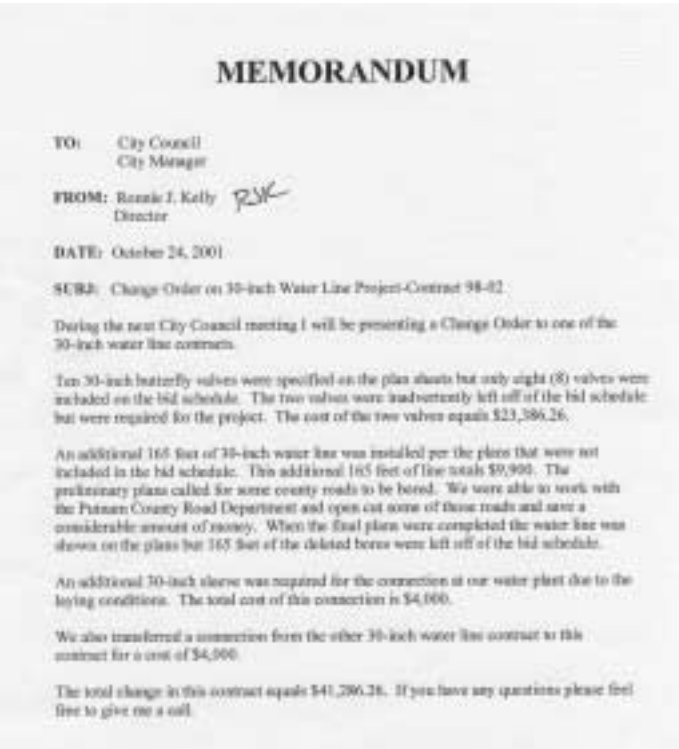 MEMORANDUM
TO: City Council
City Manager
FROM: Ronnie J. Kelly RJK
Director
DATE: October 24, 2001
SUBJ: Change Order on 30-inch Water Line Project-Contract 98-02
During the next City Council meeting I will be presenting a Change Order to one of the
30-inch water line contracts.
Ten 30-inch butterfly valves were specified on the plan sheets but only eight (8) valves were
included on the bid schedule. The two valves were inadvertently left off of the bid schedule
but were required for the project. The cost of the two valves equals $23,386.26.
An additional 165 feet of 30-inch water line was installed per the plans that were not
included in the bid schedule. This additional 165 feet of line totals $9,900. The
preliminary plans called for some county roads to be bored. We were able to work with
the Putnam County Road Department and open cut some of those roads and save a
considerable amount of money. When the final plans were completed the water line was
shown on the plans but 165 feet of the deleted bores were left off of the bid schedule.
An additional 30-inch sleeve was required for the connection at our water plant due to the
laying conditions. The total cost of this connection is $4,000.
We also transferred a connection from the other 30-inch water line contract to this
contract for a cost of $4,000.
The total change in this contract equals $41,286.26. If you have any questions please feel
free to give me a call.